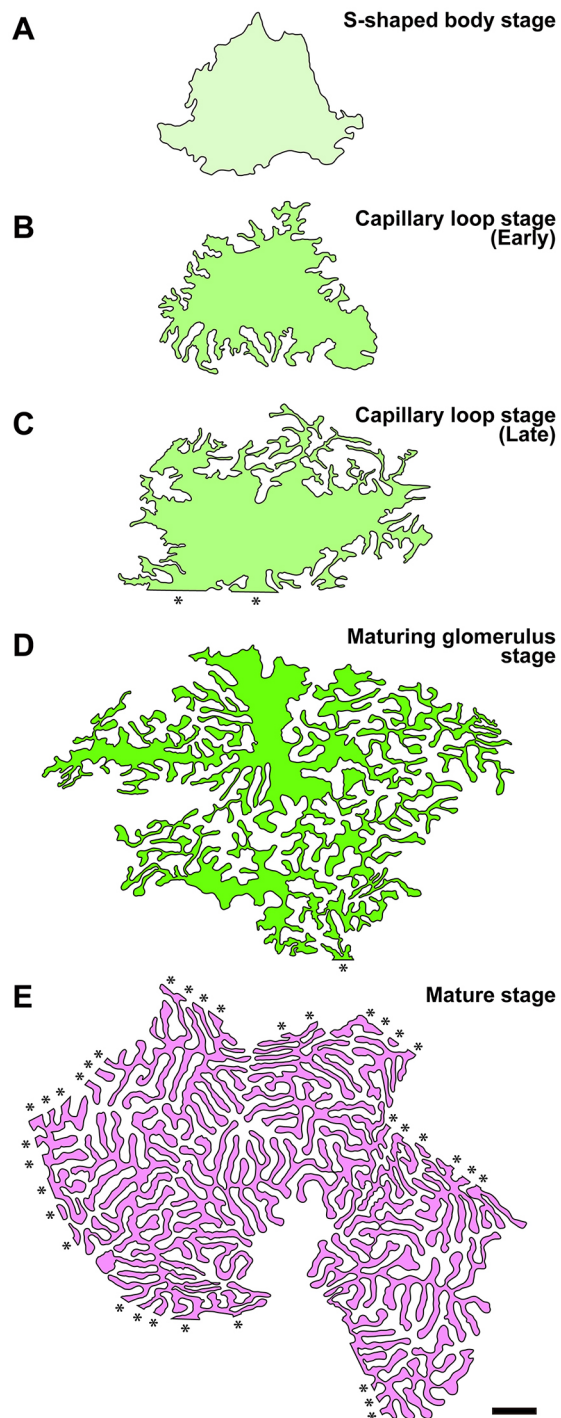 A
S-shaped body stage
B
Capillary loop stage
(Early)
C
Capillary loop stage
(Late)
* *
D
Maturing glomerulus
stage
*
E
Mature stage